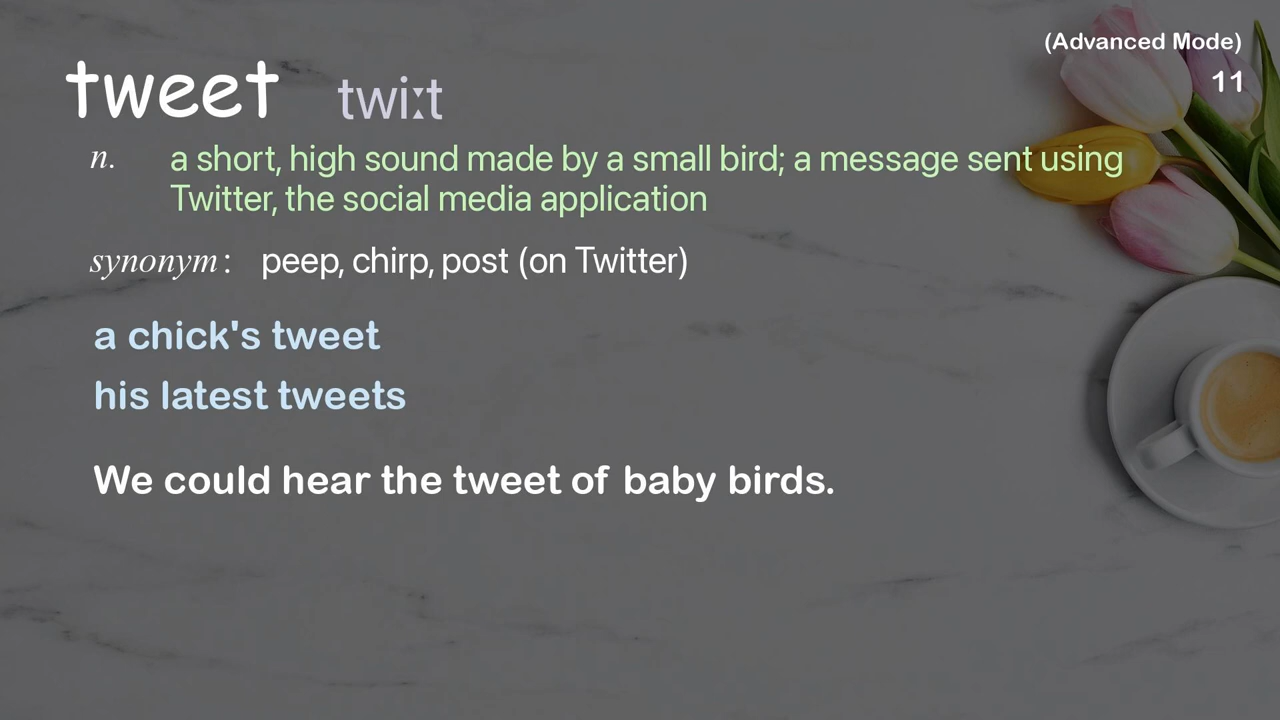 (Advanced Mode)
11
tweet twiːt
n. a short, high sound made by a small bird; a message sent using
Twitter, the social media application
synonym: peep, chirp, post (on Twitter)
a chick's tweet
his latest tweets
We could hear the tweet of baby birds.